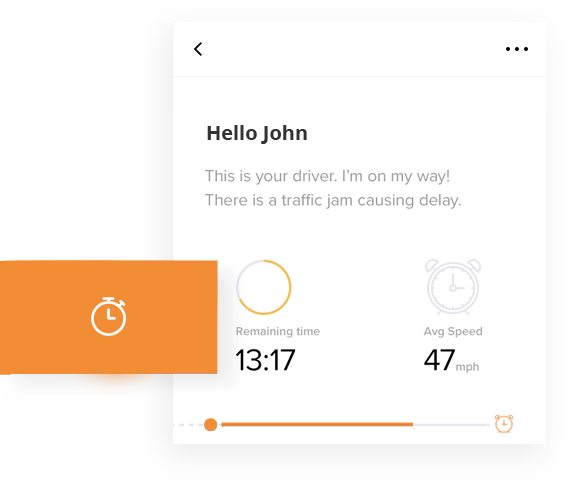 Hello John
This is your driver. I'm on my way!
There is a traffic jam causing delay.
Remaining time
Avg Speed
13:17
47mph